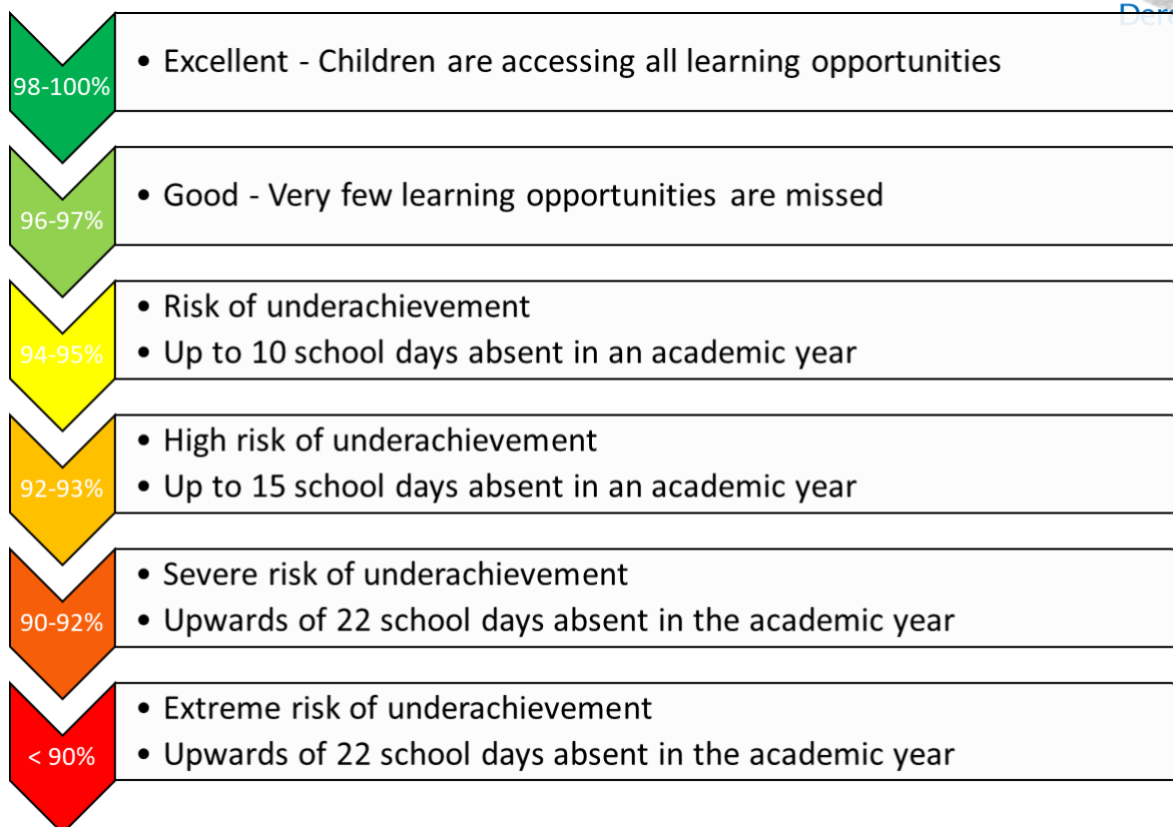 98-100%
• Excellent - Children are accessing all learning opportunities
96-97%
• Good - Very few learning opportunities are missed
94-95%
• Risk of underachievement
• Up to 10 school days absent in an academic year
92-93%
• High risk of underachievement
• Up to 15 school days absent in an academic year
90-92%
• Severe risk of underachievement
• Upwards of 22 school days absent in the academic year
< 90%
• Extreme risk of underachievement
• Upwards of 22 school days absent in the academic year